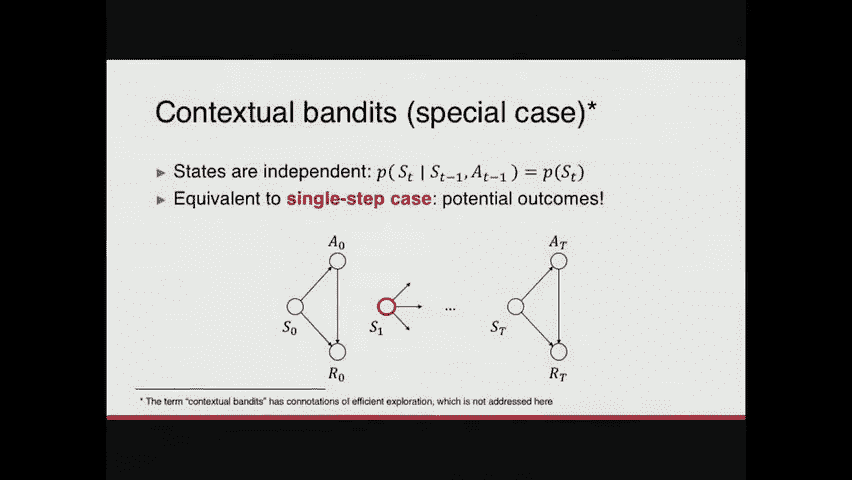 Contextual bandits (special case)*
▶ States are independent: p( S_t | S_{t−1}, A_{t−1} ) = p(S_t)
▶ Equivalent to single-step case: potential outcomes!
A_0 A_T
S_0 S_1 ... S_T
R_0 R_T
* The term “contextual bandits” has connotations of efficient exploration, which is not addressed here